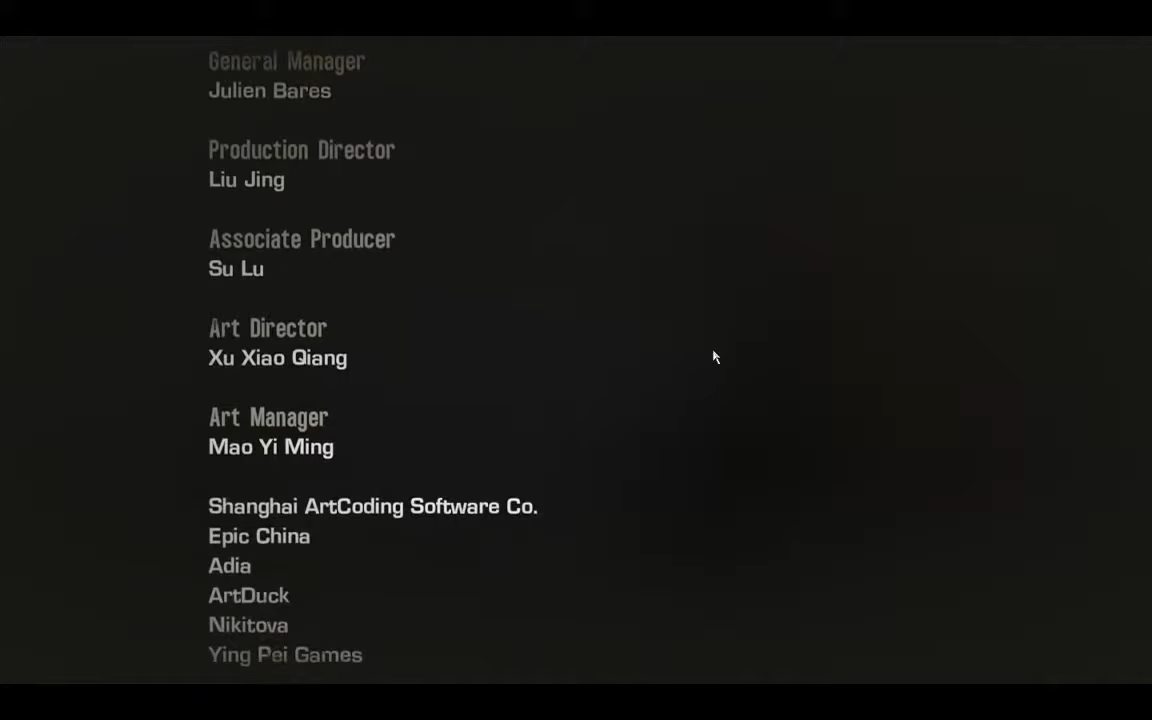 General Manager
Julien Bares
Production Director
Liu Jing
Associate Producer
Su Lu
Art Director
Xu Xiao Qiang
Art Manager
Mao Yi Ming
Shanghai ArtCoding Software Co.
Epic China
Adia
ArtDuck
Nikitova
Ying Pei Games